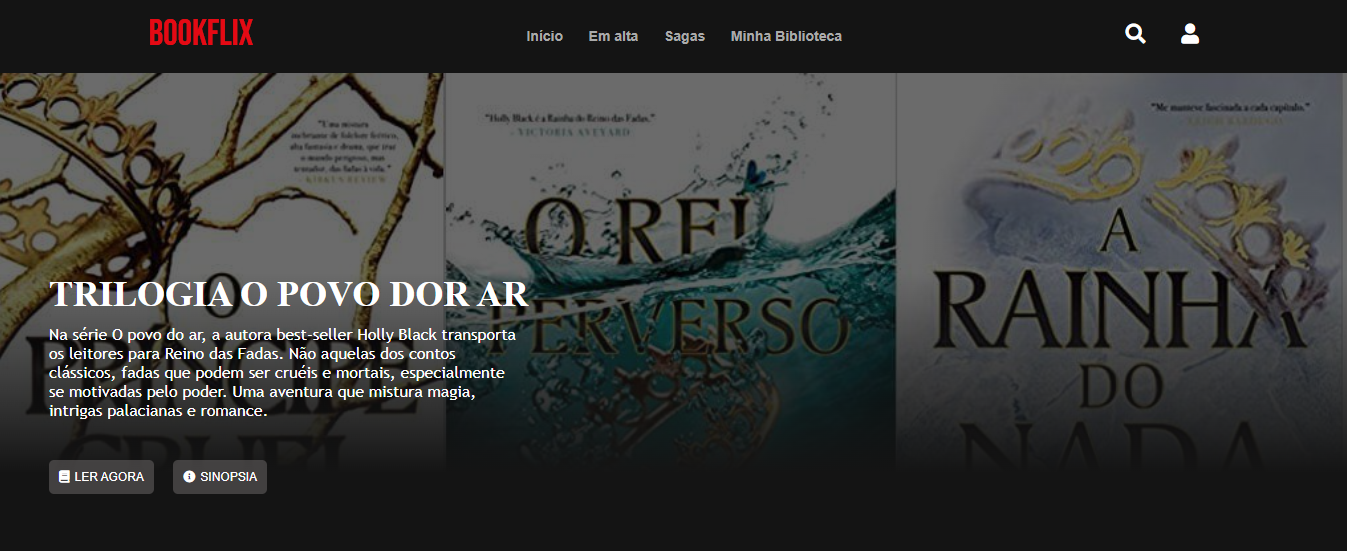 BOOKFLIX
Início Em alta Sagas Minha Biblioteca
"Uma mistura
inebriante de folclore feérico,
alta fantasia e drama, que traz
o mundo perigoso, mas
tentador, das fadas à vida."
– KIRKUS REVIEW
"Holly Black é a Rainha do Reino das Fadas."
– VICTORIA AVEYARD
"Me manteve fascinada a cada capítulo."
– LEIGH BARDUGO
O
PRÍNCIPE
CRUEL
O REI
PERVERSO
A
RAINHA
DO
NADA
TRILOGIA O POVO DOR AR
Na série O povo do ar, a autora best-seller Holly Black transporta
os leitores para Reino das Fadas. Não aquelas dos contos
clássicos, fadas que podem ser cruéis e mortais, especialmente
se motivadas pelo poder. Uma aventura que mistura magia,
intrigas palacianas e romance.
LER AGORA SINOPSIA